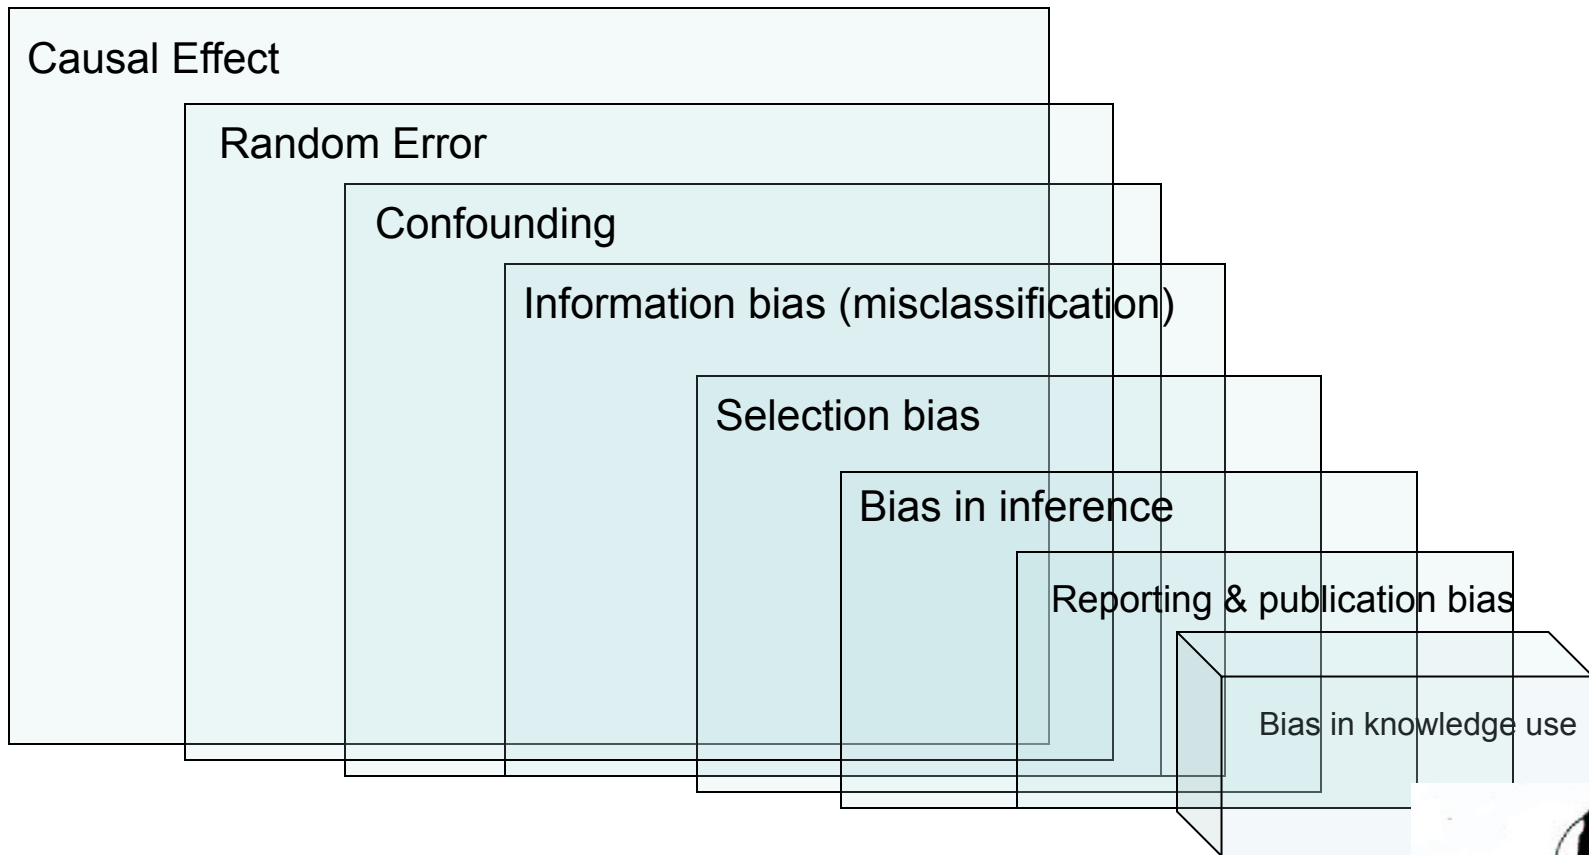 Causal Effect
Random Error
Confounding
Information bias (misclassification)
Selection bias
Bias in inference
Reporting & publication bias
Bias in knowledge use